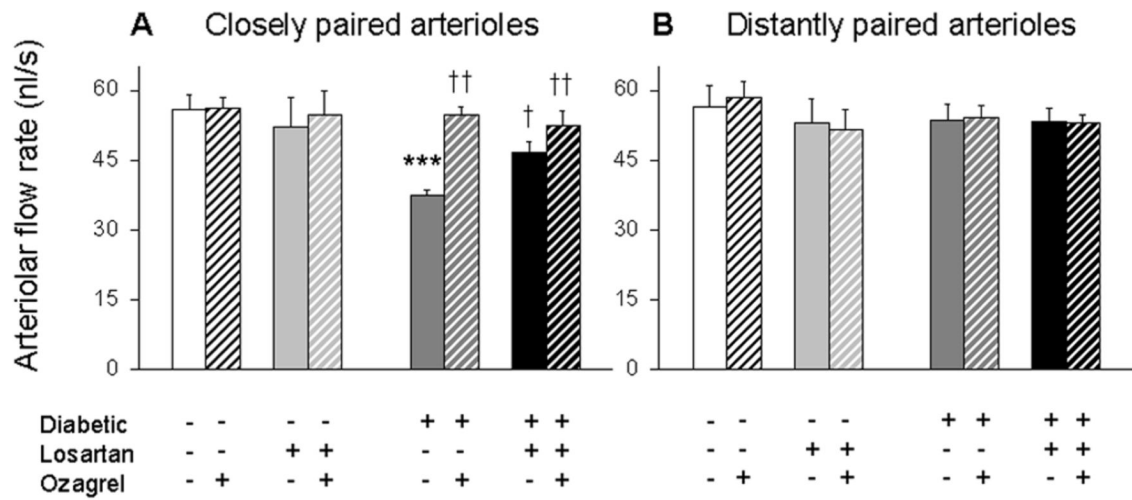 A Closely paired arterioles
B Distantly paired arterioles
Arteriolar flow rate (nl/s)
60
45
30
15
0
***
††
†
††
60
45
30
15
0
Diabetic - - - - + + + + - - - - + + + +
Losartan - - + + - - + + - - + + - - + +
Ozagrel - + - + - + - + - + - + - + - +